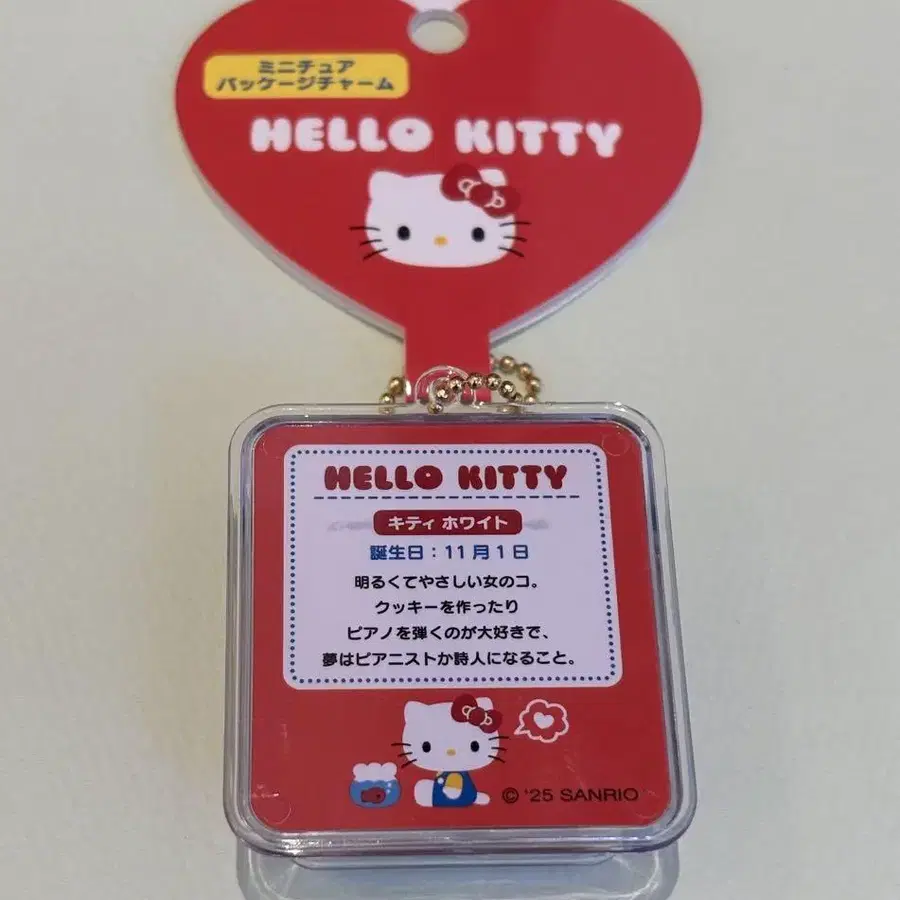 ミニチュア
パッケージチャーム
HELLO KITTY
HELLO KITTY
キティ ホワイト
誕生日：11月1日
明るくてやさしい女のコ。
クッキーを作ったり
ピアノを弾くのが大好きで、
夢はピアニストか詩人になること。
© '25 SANRIO